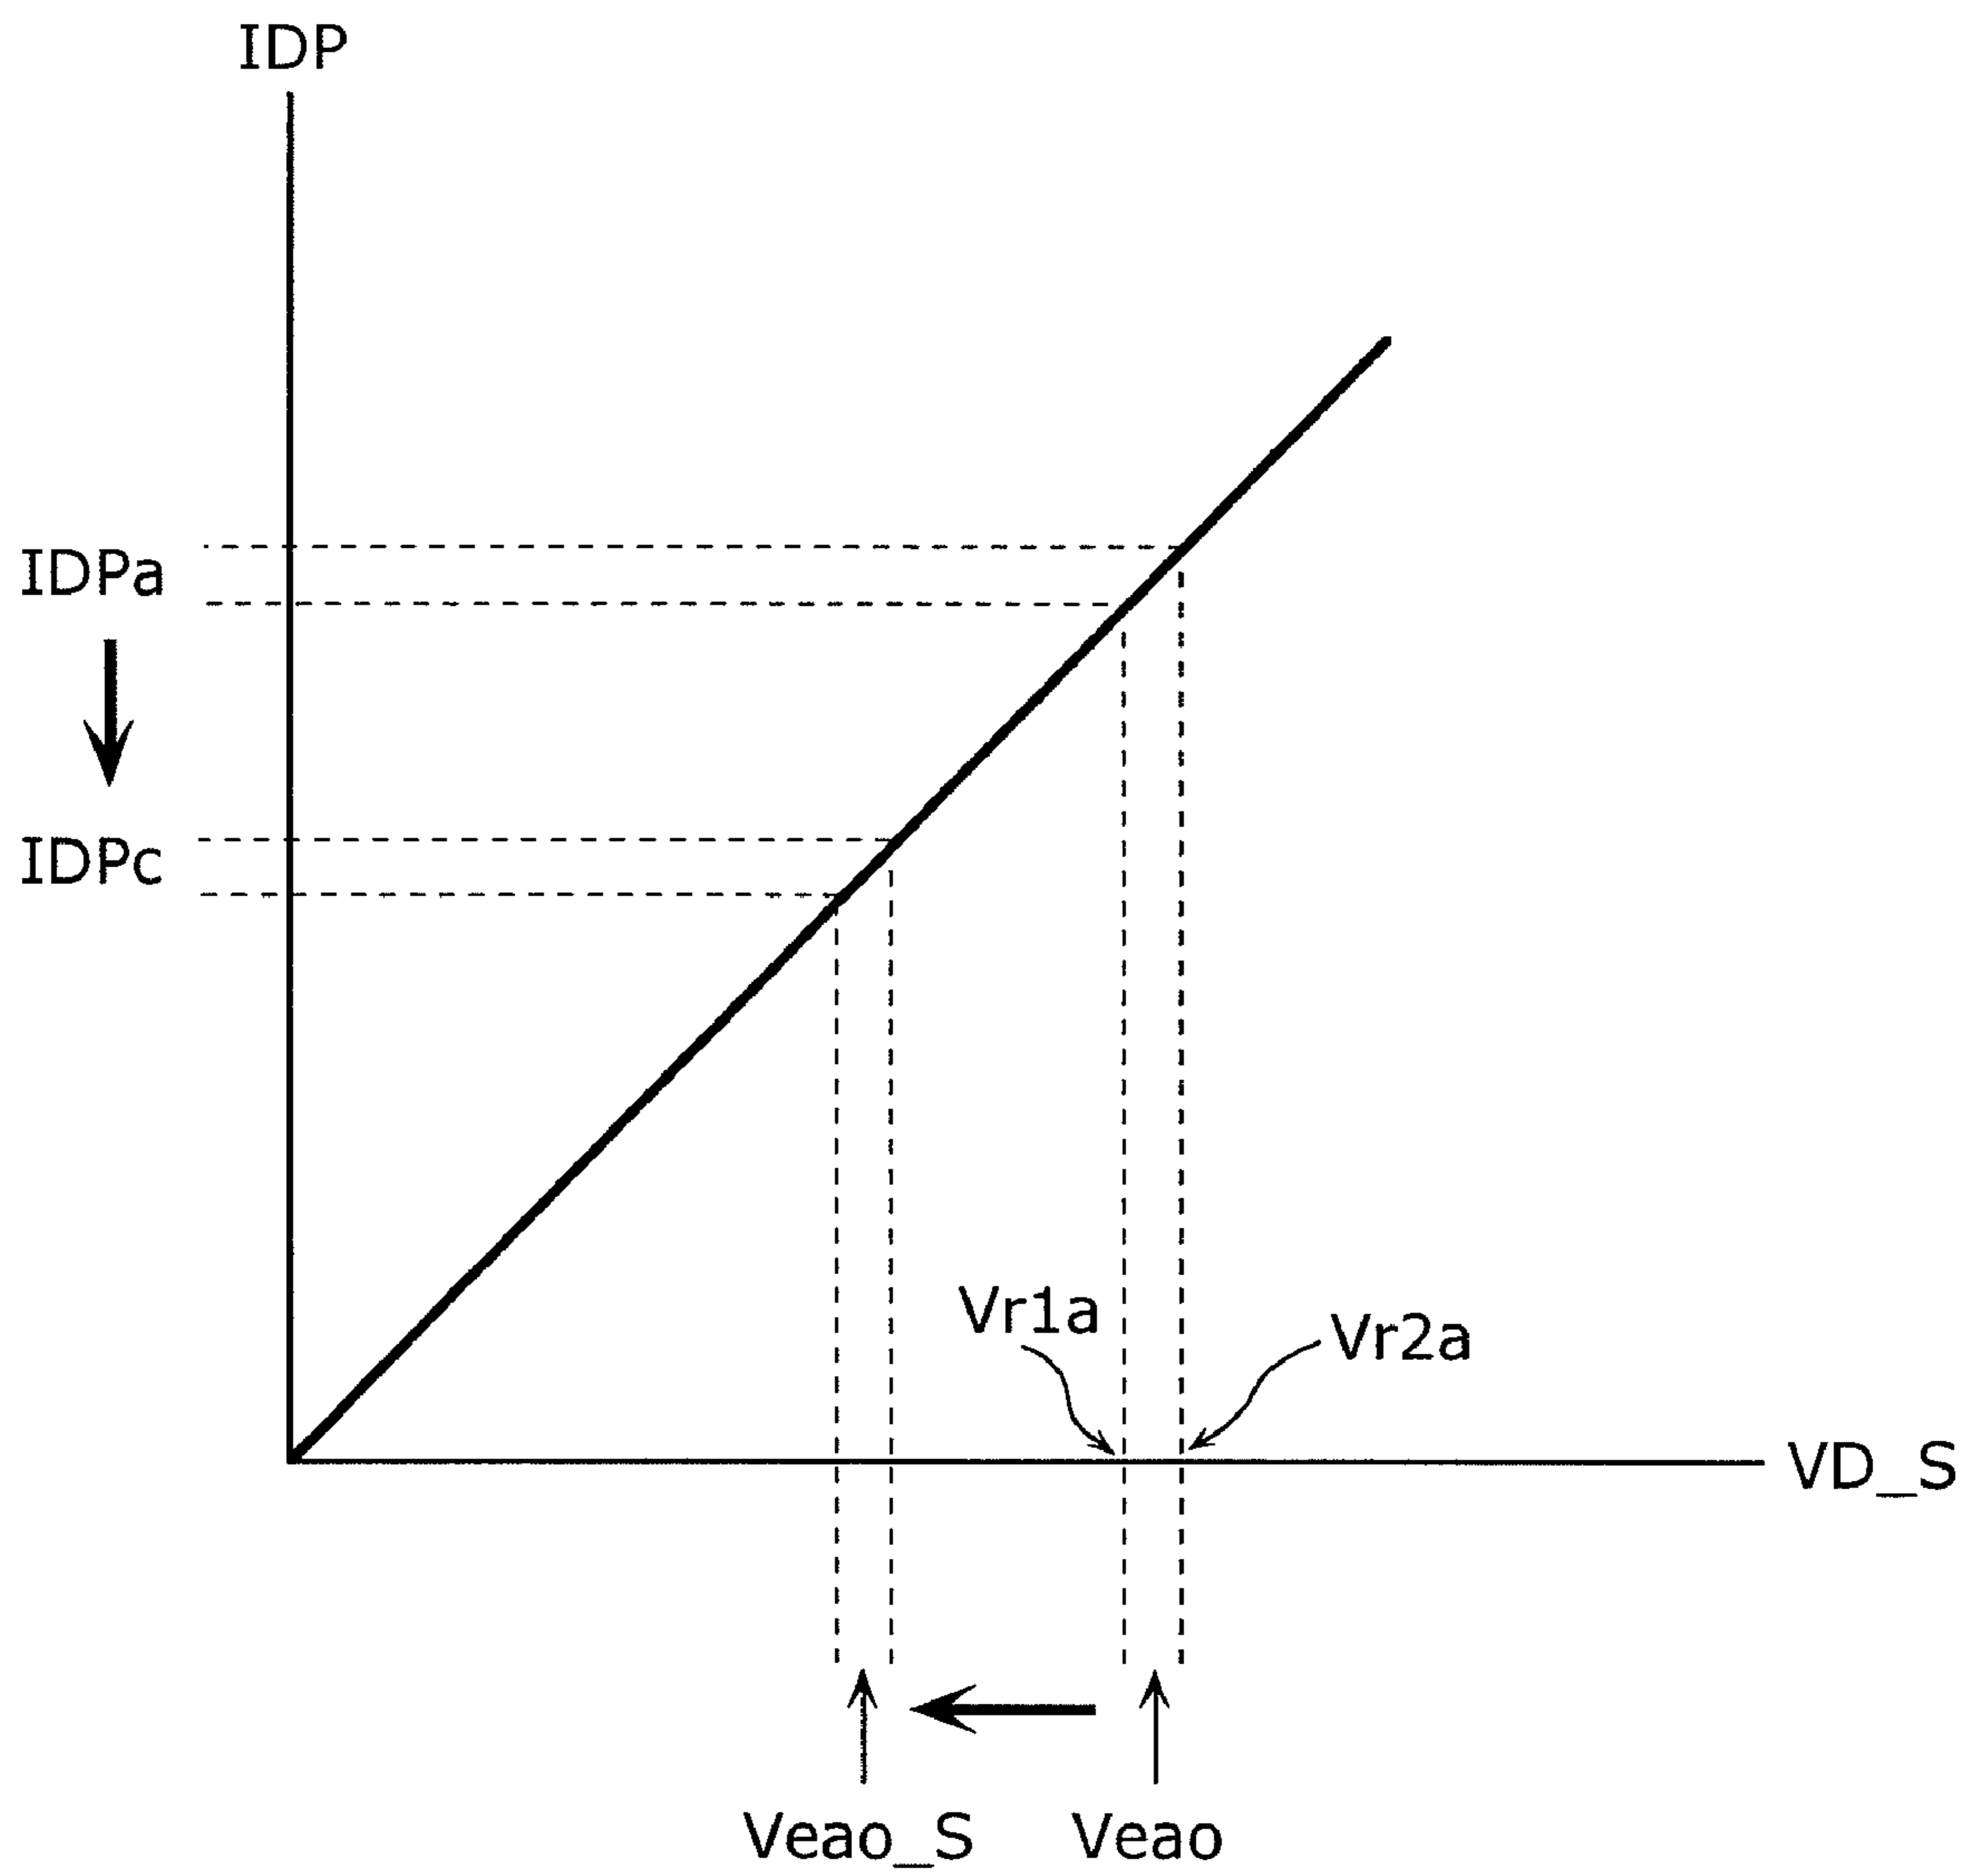 IDP
IDPa
IDPc
Vr1a
Vr2a
VD_S
Veao_S
Veao